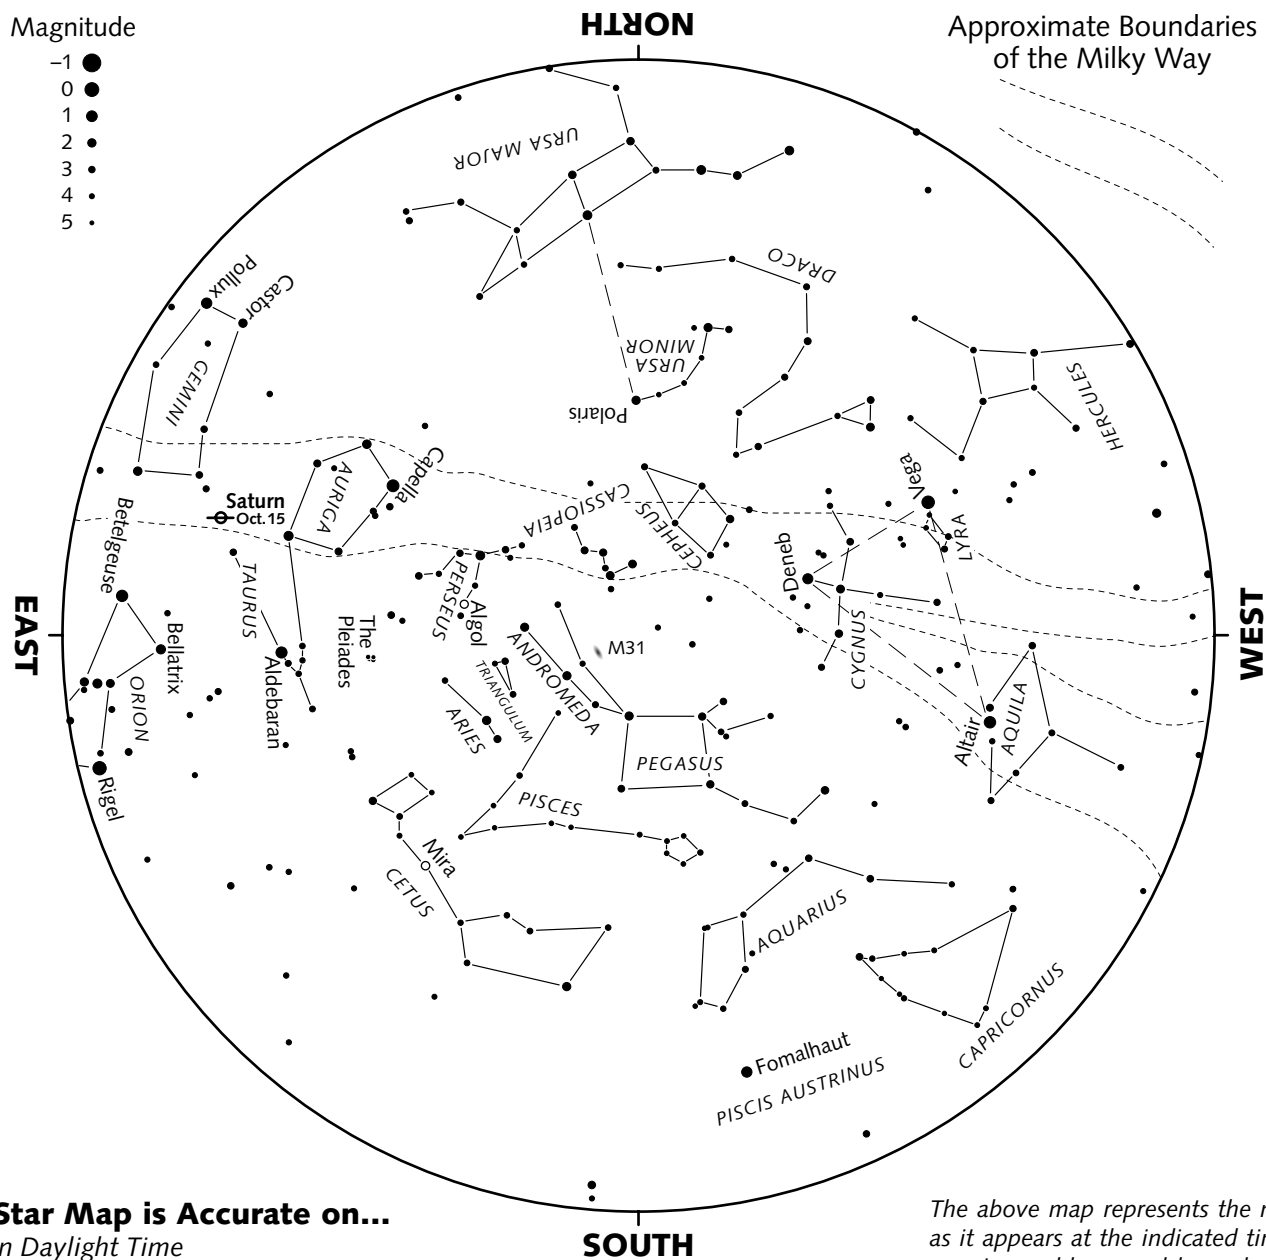 NORTH
Magnitude
–1
0
1
2
3
4
5
Approximate Boundaries
of the Milky Way
URSA MAJOR
DRACO
Pollux
Castor
GEMINI
URSA
MINOR
Polaris
HERCULES
Capella
AURIGA
Saturn
Oct.15
CASSIOPEIA
CEPHEUS
Vega
LYRA
Deneb
CYGNUS
Betelgeuse
TAURUS
PERSEUS
Algol
EAST
WEST
Bellatrix
ORION
Aldebaran
The
Pleiades
M31
ANDROMEDA
TRIANGULUM
ARIES
PEGASUS
Altair
AQUILA
Rigel
PISCES
Mira
CETUS
AQUARIUS
CAPRICORNUS
Fomalhaut
PISCIS AUSTRINUS
Star Map is Accurate on...
n Daylight Time
SOUTH
The above map represents the
as it appears at the indicated